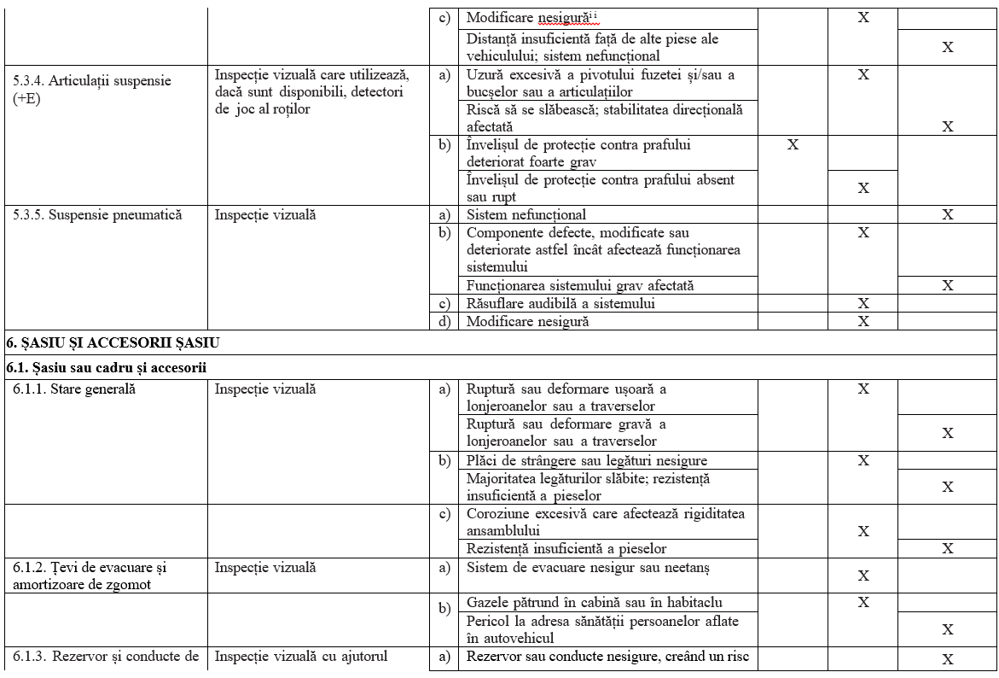 c) Modificare nesigurăⁱⁱ X
Distanță insuficientă față de alte piese ale
vehiculului; sistem nefuncțional X
5.3.4. Articulații suspensie
(+E)
Inspecție vizuală care utilizează,
dacă sunt disponibili, detectori
de joc al roților
a) Uzură excesivă a pivotului fuzetei și/sau a
bucșelor sau a articulațiilor X
Riscă să se slăbească; stabilitatea direcțională
afectată X
b) Învelișul de protecție contra prafului
deteriorat foarte grav X
Învelișul de protecție contra prafului absent
sau rupt X
5.3.5. Suspensie pneumatică
Inspecție vizuală
a) Sistem nefuncțional X
b) Componente defecte, modificate sau
deteriorate astfel încât afectează funcționarea
sistemului X
Funcționarea sistemului grav afectată X
c) Răsuflare audibilă a sistemului X
d) Modificare nesigură X
6. ȘASIU ȘI ACCESORII ȘASIU
6.1. Șasiu sau cadru și accesorii
6.1.1. Stare generală
Inspecție vizuală
a) Ruptură sau deformare ușoară a
lonjeroanelor sau a traverselor X
Ruptură sau deformare gravă a
lonjeroanelor sau a traverselor X
b) Plăci de strângere sau legături nesigure X
Majoritatea legăturilor slăbite; rezistență
insuficientă a pieselor X
c) Coroziune excesivă care afectează rigiditatea
ansamblului X
Rezistență insuficientă a pieselor X
6.1.2. Țevi de evacuare și
amortizoare de zgomot
Inspecție vizuală
a) Sistem de evacuare nesigur sau neetanș X
b) Gazele pătrund în cabină sau în habitaclu X
Pericol la adresa sănătății persoanelor aflate
în autovehicul X
6.1.3. Rezervor și conducte de
Inspecție vizuală cu ajutorul
a) Rezervor sau conducte nesigure, creând un risc X